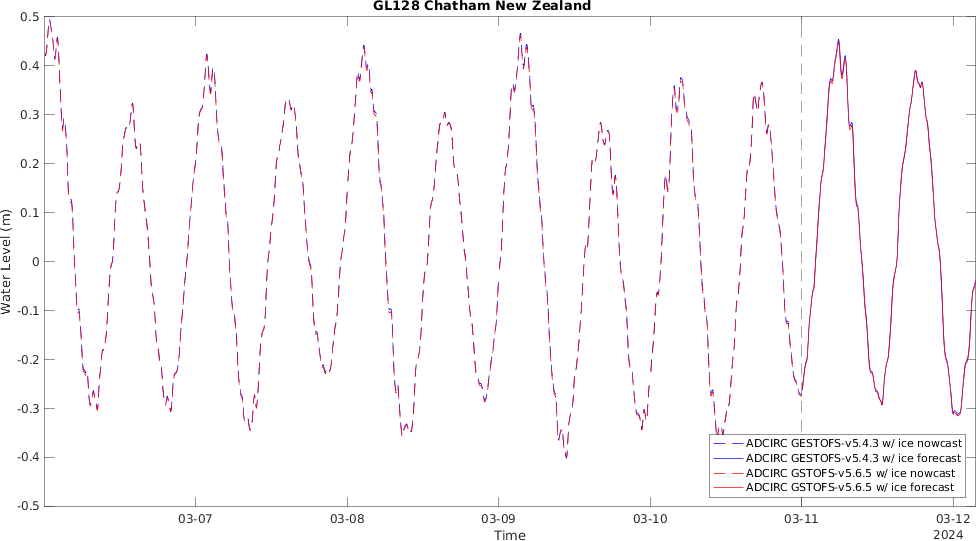 GL128 Chatham New Zealand
0.5
0.4
0.3
0.2
0.1
0
-0.1
-0.2
-0.3
-0.4
-0.5
Water Level (m)
03-07
03-08
03-09
03-10
03-11
03-12
2024
Time
ADCIRC GESTOFS-v5.4.3 w/ ice nowcast
ADCIRC GESTOFS-v5.4.3 w/ ice forecast
ADCIRC GSTOFS-v5.6.5 w/ ice nowcast
ADCIRC GSTOFS-v5.6.5 w/ ice forecast